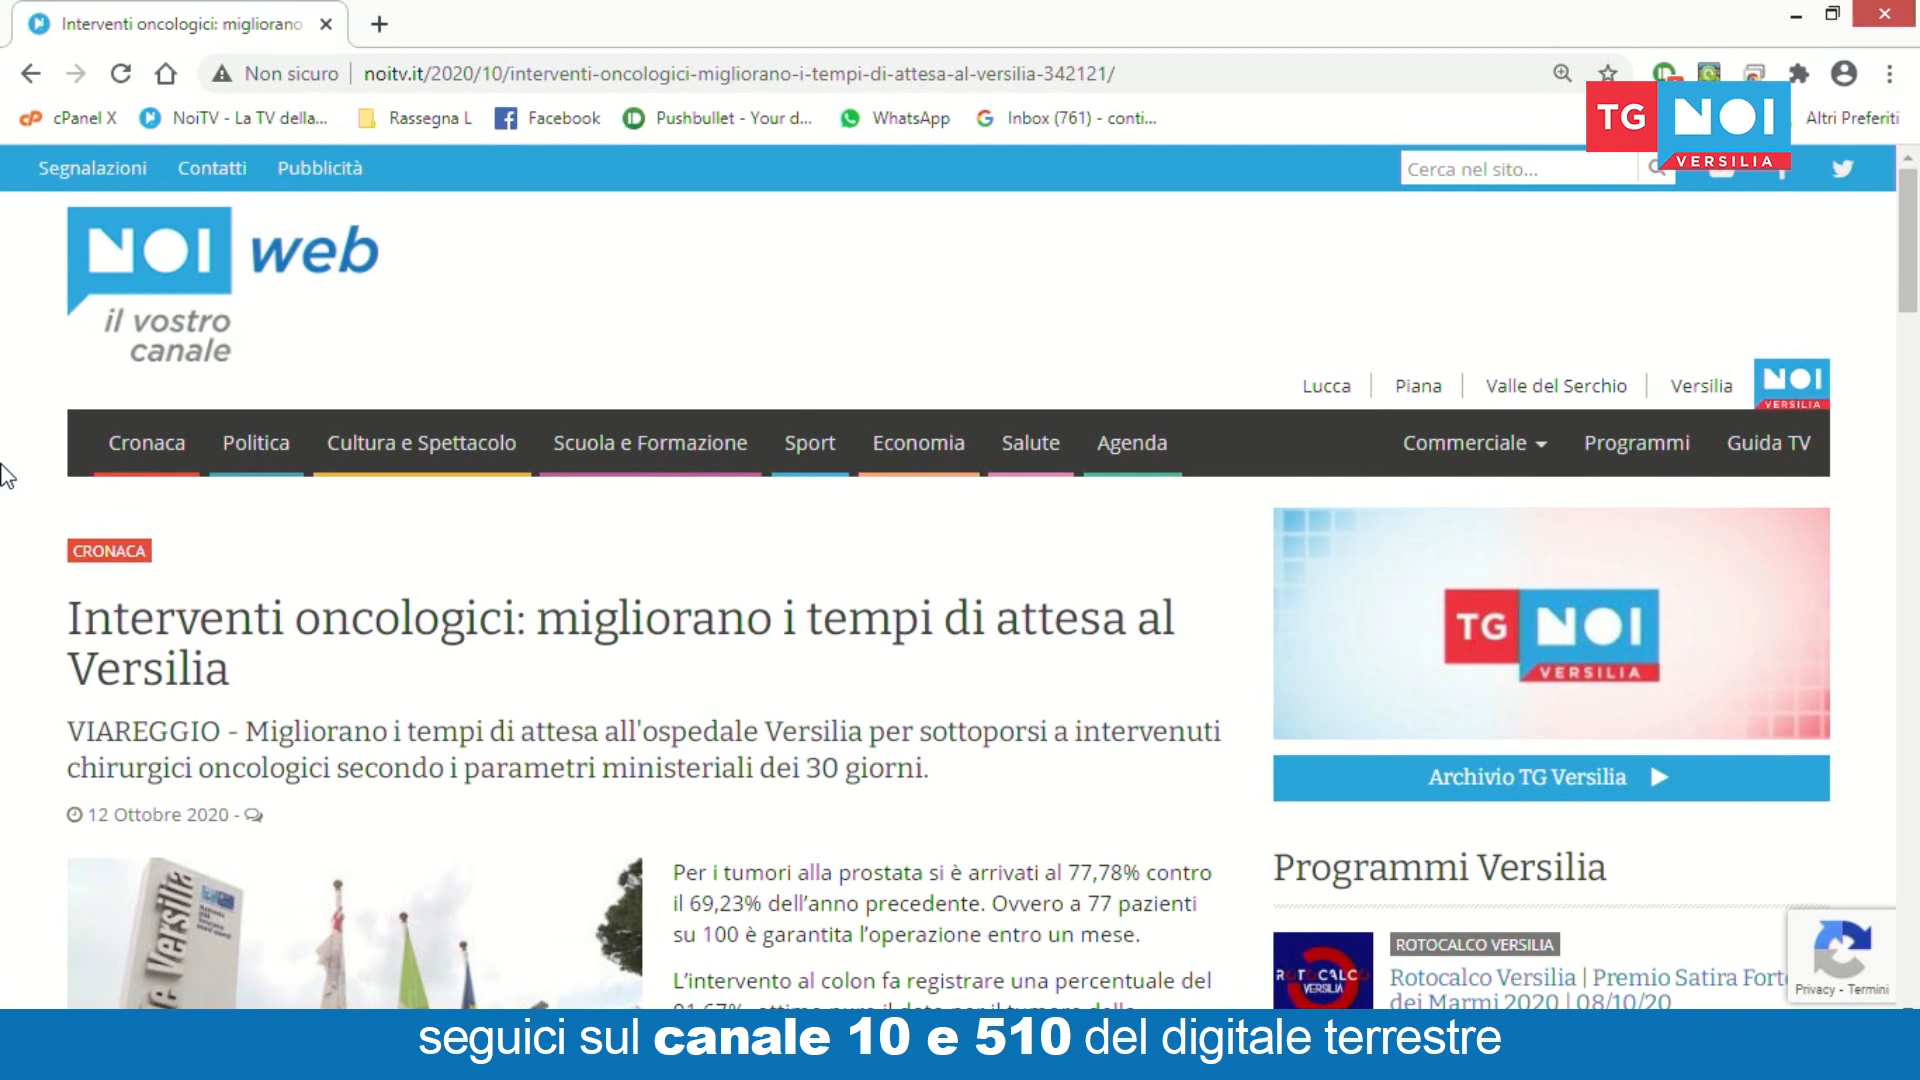 Interventi oncologici: migliorano
Non sicuro
noitv.it/2020/10/interventi-oncologici-migliorano-i-tempi-di-attesa-al-versilia-342121/
cPanel X
NoiTV - La TV della...
Rassegna L
Facebook
Pushbullet - Your d...
WhatsApp
Inbox (761) - conti...
Altri Preferiti
TG NOI
VERSILIA
Segnalazioni
Contatti
Pubblicità
Cerca nel sito...
NOI web
il vostro
canale
Lucca
Piana
Valle del Serchio
Versilia
NOI
VERSILIA
Cronaca
Politica
Cultura e Spettacolo
Scuola e Formazione
Sport
Economia
Salute
Agenda
Commerciale
Programmi
Guida TV
CRONACA
Interventi oncologici: migliorano i tempi di attesa al
Versilia
VIAREGGIO - Migliorano i tempi di attesa all'ospedale Versilia per sottoporsi a intervenuti
chirurgici oncologici secondo i parametri ministeriali dei 30 giorni.
12 Ottobre 2020 -
Per i tumori alla prostata si è arrivati al 77,78% contro
il 69,23% dell’anno precedente. Ovvero a 77 pazienti
su 100 è garantita l’operazione entro un mese.
L’intervento al colon fa registrare una percentuale del
TG NOI
VERSILIA
Archivio TG Versilia
Programmi Versilia
ROTOCALCO
VERSILIA
ROTOCALCO VERSILIA
Rotocalco Versilia | Premio Satira Forte
dei Marmi 2020 | 08/10/20
Privacy - Termini
Versilia
seguici sul canale 10 e 510 del digitale terrestre